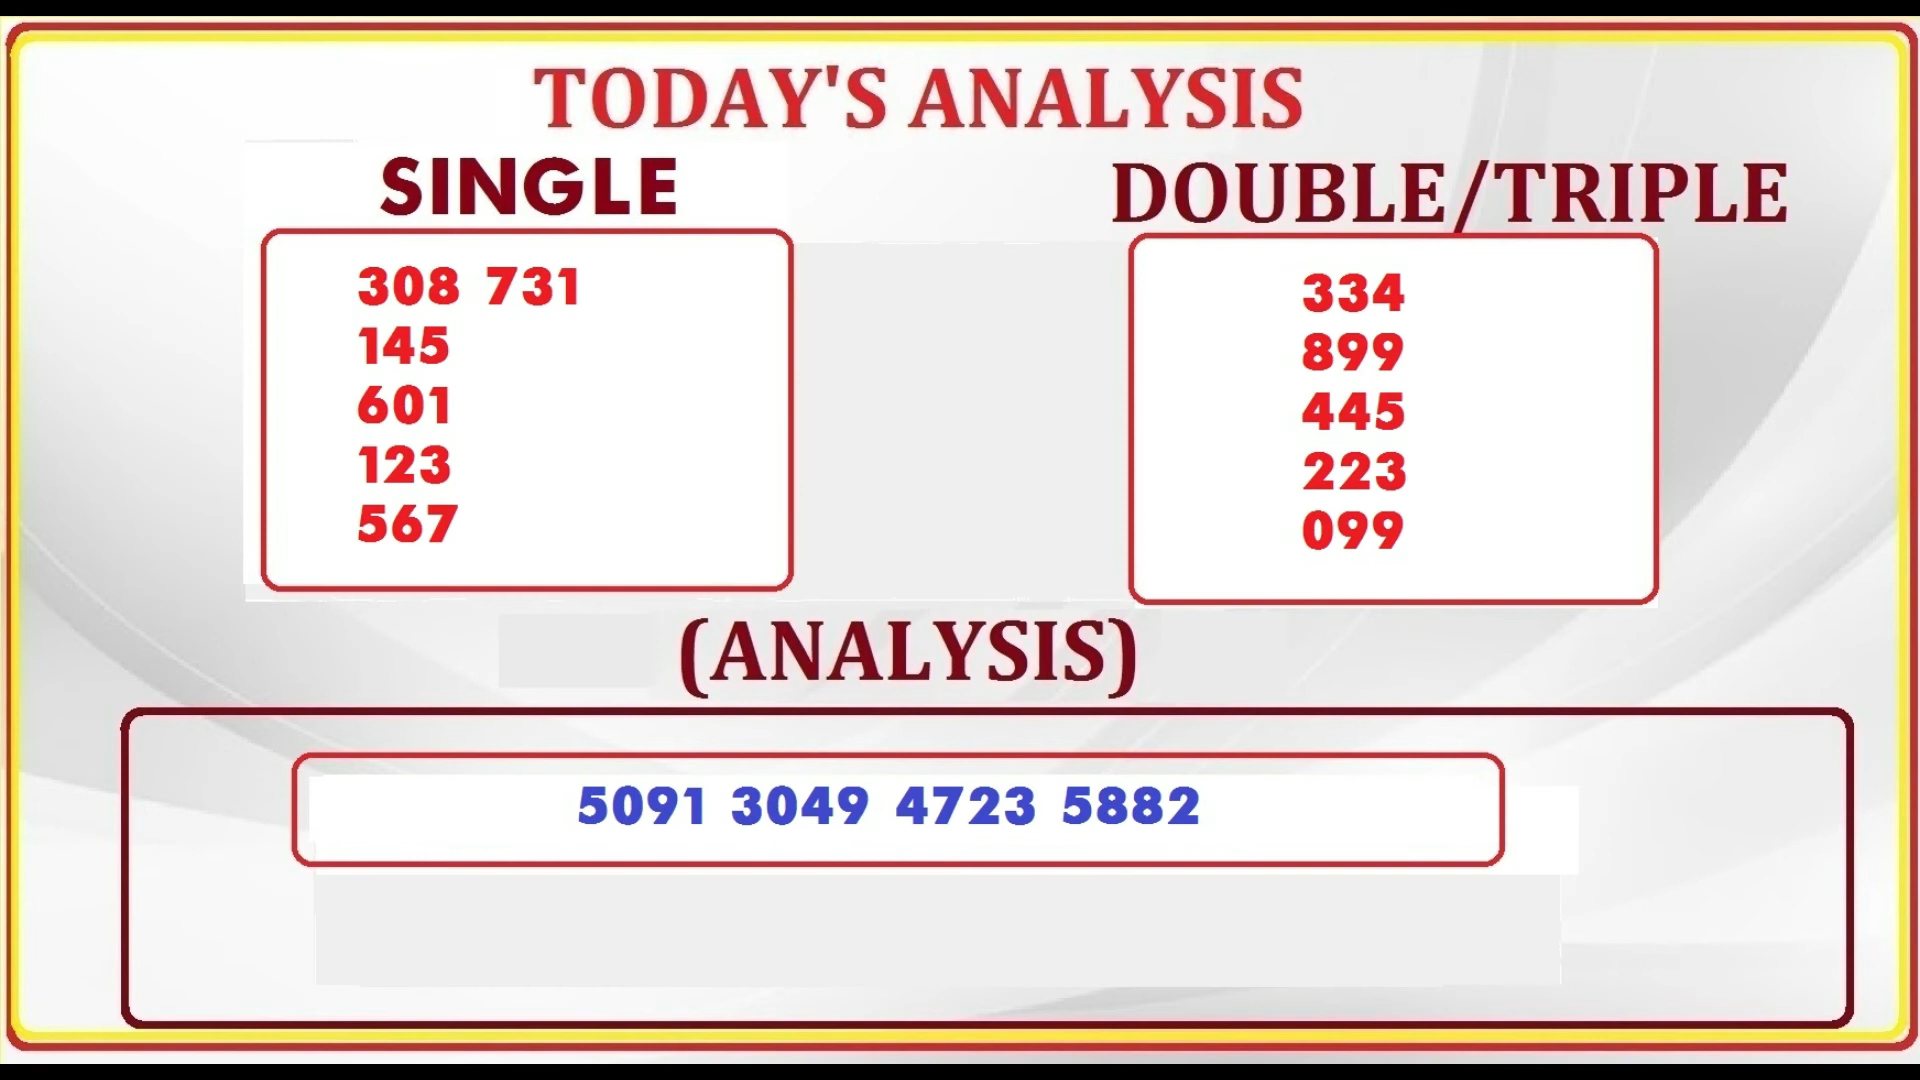 TODAY'S ANALYSIS
SINGLE
308 731
145
601
123
567
DOUBLE/TRIPLE
334
899
445
223
099
(ANALYSIS)
5091 3049 4723 5882